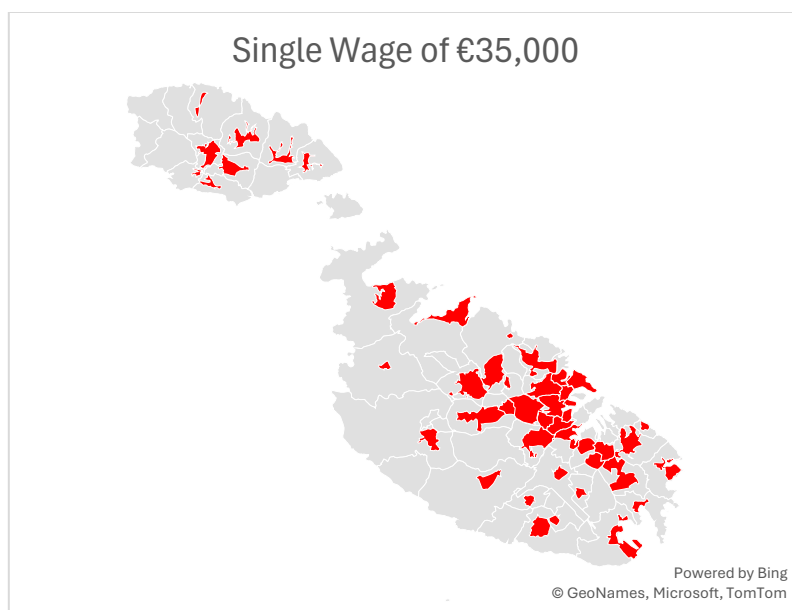 Single Wage of €35,000
Powered by Bing
© GeoNames, Microsoft, TomTom